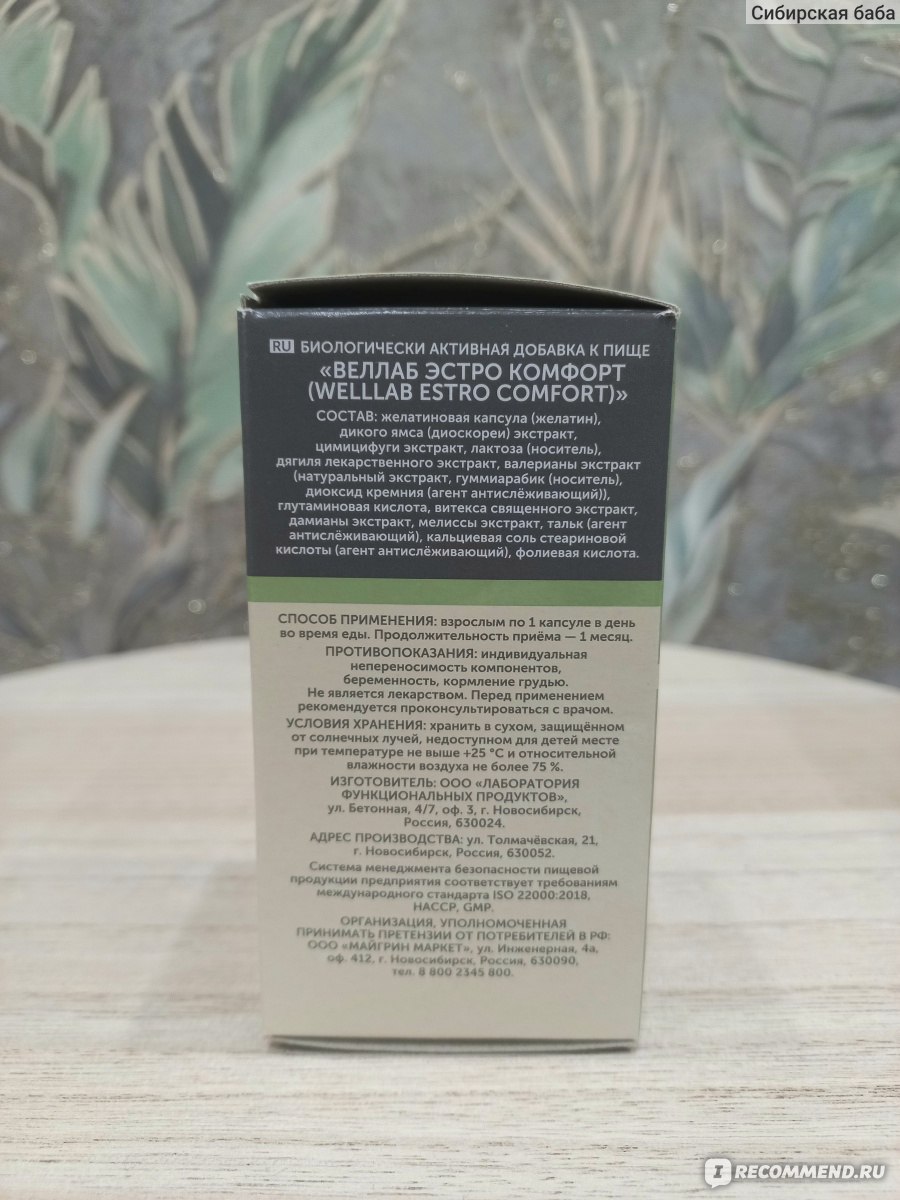 Сибирская баба
RU БИОЛОГИЧЕСКИ АКТИВНАЯ ДОБАВКА К ПИЩЕ
«ВЕЛЛАБ ЭСТРО КОМФОРТ
(WELLLAB ESTRO COMFORT)»
СОСТАВ: желатиновая капсула (желатин),
дикого ямса (диоскореи) экстракт,
цимицифуги экстракт, лактоза (носитель),
дягиля лекарственного экстракт, валерианы экстракт
(натуральный экстракт, гуммиарабик (носитель),
диоксид кремния (агент антислёживающий)),
глутаминовая кислота, витекса священного экстракт,
дамианы экстракт, мелиссы экстракт, тальк (агент
антислёживающий), кальциевая соль стеариновой
кислоты (агент антислёживающий), фолиевая кислота.
СПОСОБ ПРИМЕНЕНИЯ: взрослым по 1 капсуле в день
во время еды. Продолжительность приёма — 1 месяц.
ПРОТИВОПОКАЗАНИЯ: индивидуальная
непереносимость компонентов,
беременность, кормление грудью.
Не является лекарством. Перед применением
рекомендуется проконсультироваться с врачом.
УСЛОВИЯ ХРАНЕНИЯ: хранить в сухом, защищённом
от солнечных лучей, недоступном для детей месте
при температуре не выше +25 °C и относительной
влажности воздуха не более 75 %.
ИЗГОТОВИТЕЛЬ: ООО «ЛАБОРАТОРИЯ
ФУНКЦИОНАЛЬНЫХ ПРОДУКТОВ»,
ул. Бетонная, 4/7, оф. 3, г. Новосибирск,
Россия, 630024.
АДРЕС ПРОИЗВОДСТВА: ул. Толмачёвская, 21,
г. Новосибирск, Россия, 630052.
Система менеджмента безопасности пищевой
продукции предприятия соответствует требованиям
международного стандарта ISO 22000:2018,
HACCP, GMP.
ОРГАНИЗАЦИЯ, УПОЛНОМОЧЕННАЯ
ПРИНИМАТЬ ПРЕТЕНЗИИ ОТ ПОТРЕБИТЕЛЕЙ В РФ:
ООО «МАЙГРИН МАРКЕТ», ул. Инженерная, 4а,
оф. 412, г. Новосибирск, Россия, 630090,
тел. 8 800 2345 800.
IRECOMMEND.RU